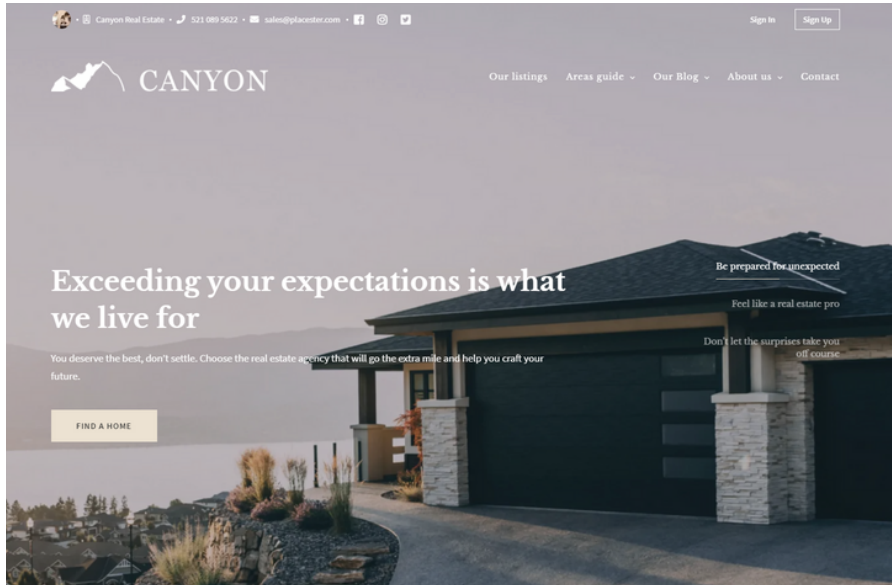 Canyon Real Estate • 521 089 5622 • sales@placester.com
Sign In
Sign Up
CANYON
Our listings
Areas guide
Our Blog
About us
Contact
Exceeding your expectations is what
we live for
You deserve the best, don't settle. Choose the real estate agency that will go the extra mile and help you craft your
future.
FIND A HOME
Be prepared for unexpected
Feel like a real estate pro
Don't let the surprises take you
off course